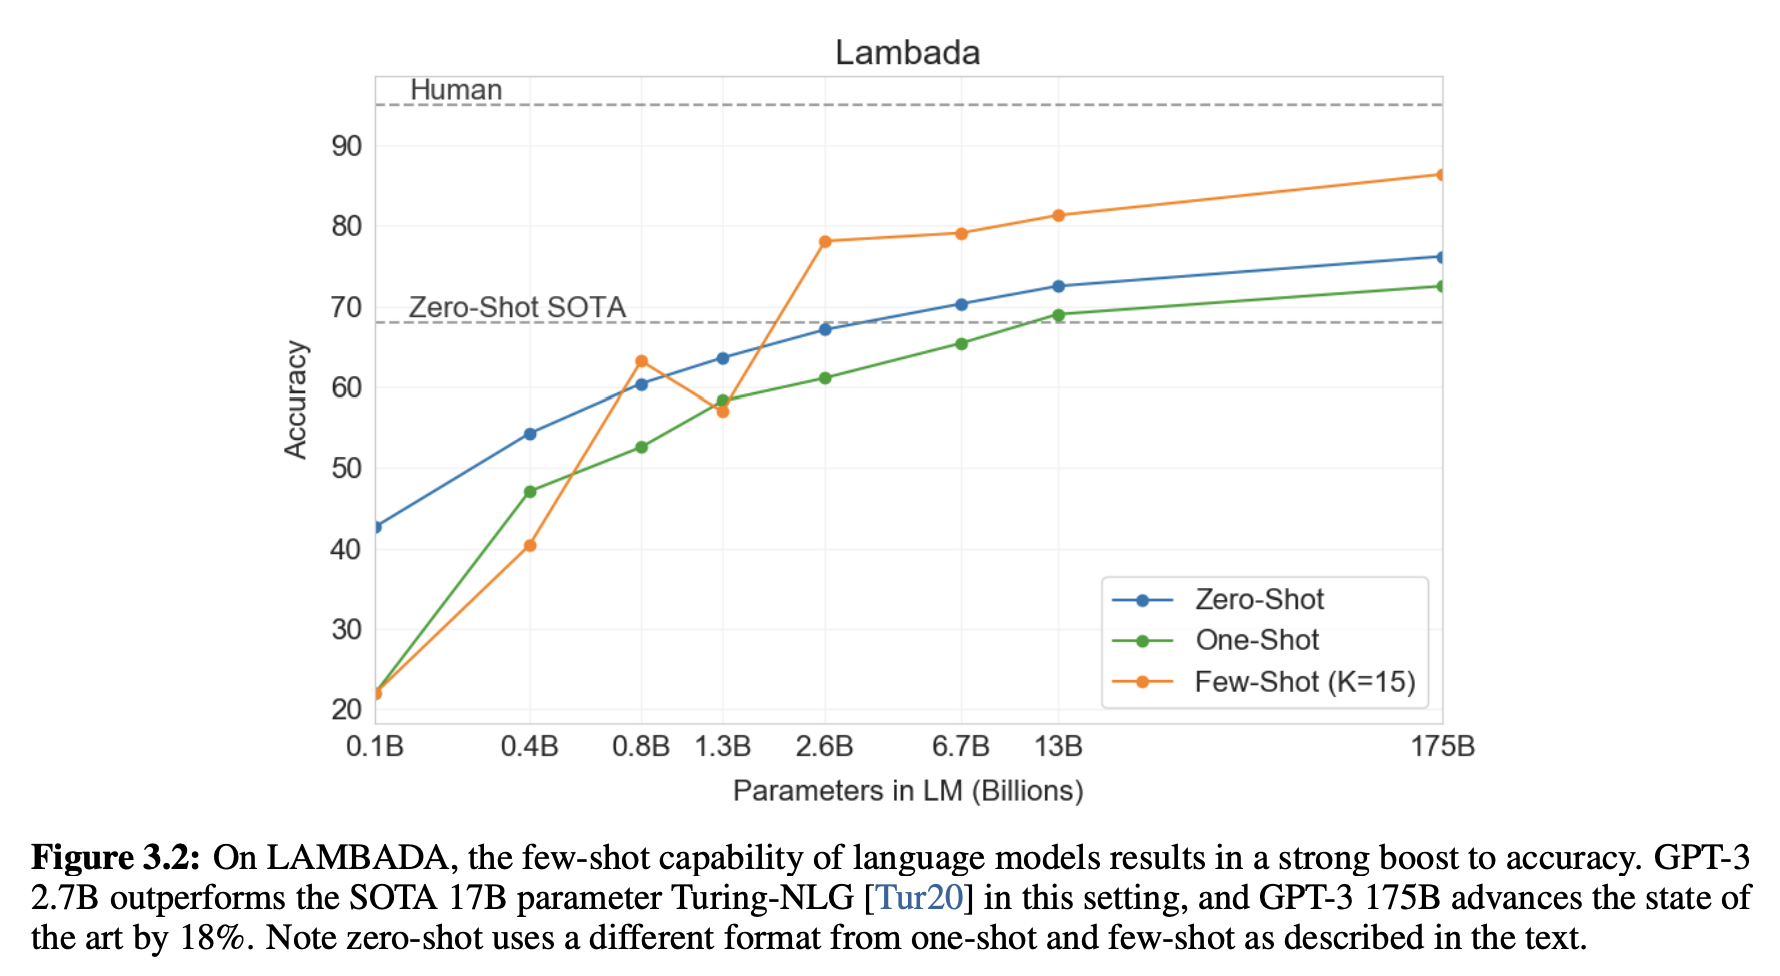 Lambada
Human
90
80
70
60
50
40
30
20
Zero-Shot SOTA
Accuracy
Zero-Shot
One-Shot
Few-Shot (K=15)
0.1B 0.4B 0.8B 1.3B 2.6B 6.7B 13B 175B
Parameters in LM (Billions)
Figure 3.2: On LAMBADA, the few-shot capability of language models results in a strong boost to accuracy. GPT-3
2.7B outperforms the SOTA 17B parameter Turing-NLG [Tur20] in this setting, and GPT-3 175B advances the state of
the art by 18%. Note zero-shot uses a different format from one-shot and few-shot as described in the text.